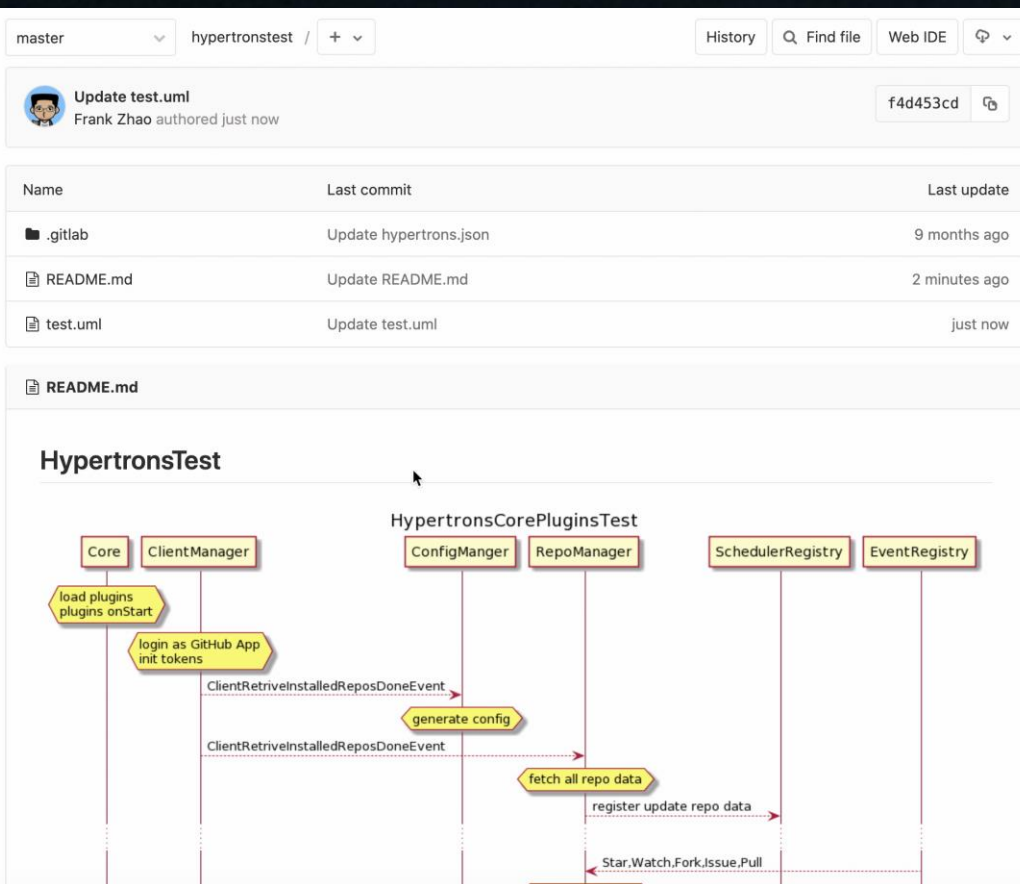 master hypertronstest / + History Find file Web IDE
Update test.uml
Frank Zhao authored just now f4d453cd
Name Last commit Last update
.gitlab Update hypertrons.json 9 months ago
README.md Update README.md 2 minutes ago
test.uml Update test.uml just now
README.md
HypertronsTest
HypertronsCorePluginsTest
Core ClientManager ConfigManger RepoManager SchedulerRegistry EventRegistry
load plugins
plugins onStart
login as GitHub App
init tokens
ClientRetriveInstalledReposDoneEvent
generate config
ClientRetriveInstalledReposDoneEvent
fetch all repo data
register update repo data
Star,Watch,Fork,Issue,Pull